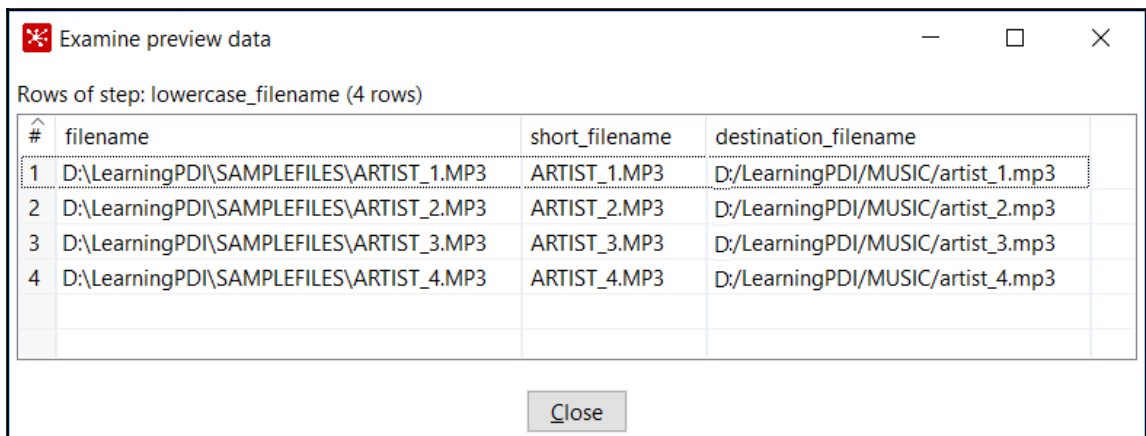 Examine preview data
Rows of step: lowercase_filename (4 rows)
# filename short_filename destination_filename
1 D:\LearningPDI\SAMPLEFILES\ARTIST_1.MP3 ARTIST_1.MP3 D:/LearningPDI/MUSIC/artist_1.mp3
2 D:\LearningPDI\SAMPLEFILES\ARTIST_2.MP3 ARTIST_2.MP3 D:/LearningPDI/MUSIC/artist_2.mp3
3 D:\LearningPDI\SAMPLEFILES\ARTIST_3.MP3 ARTIST_3.MP3 D:/LearningPDI/MUSIC/artist_3.mp3
4 D:\LearningPDI\SAMPLEFILES\ARTIST_4.MP3 ARTIST_4.MP3 D:/LearningPDI/MUSIC/artist_4.mp3
Close